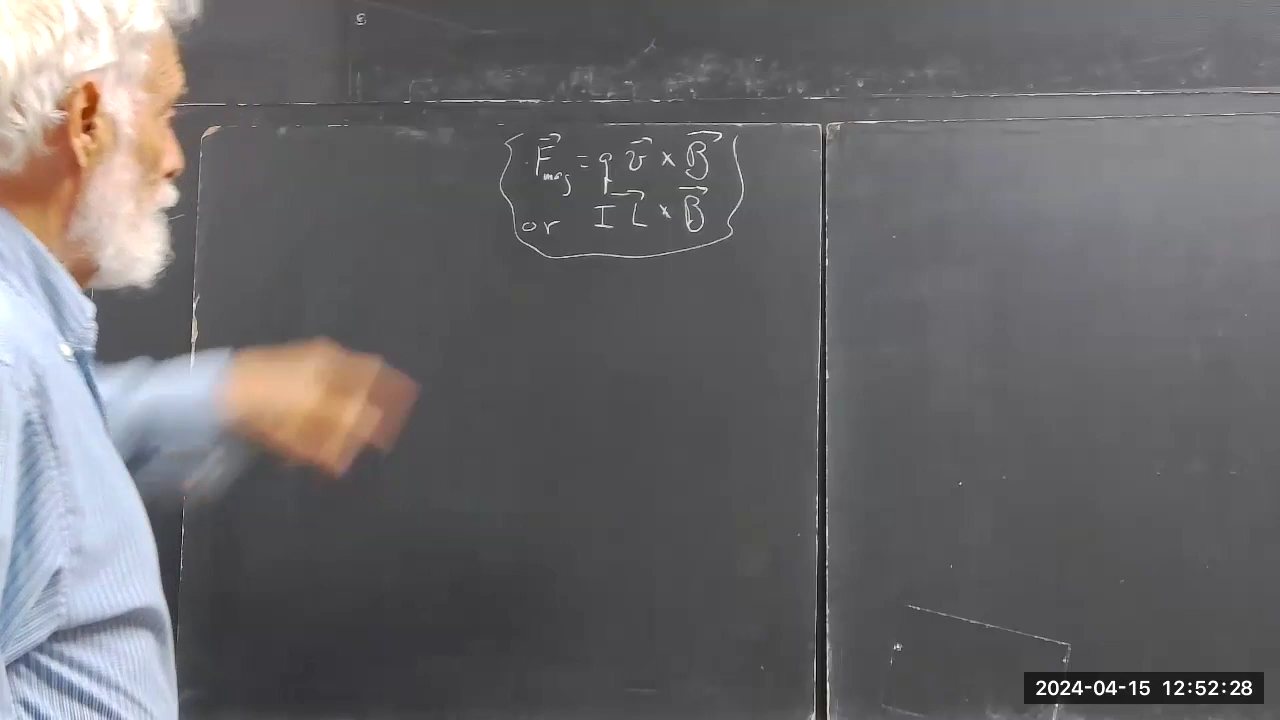 F⃗mag = q v⃗ × B⃗
or I L⃗ × B⃗
2024-04-15 12:52:28